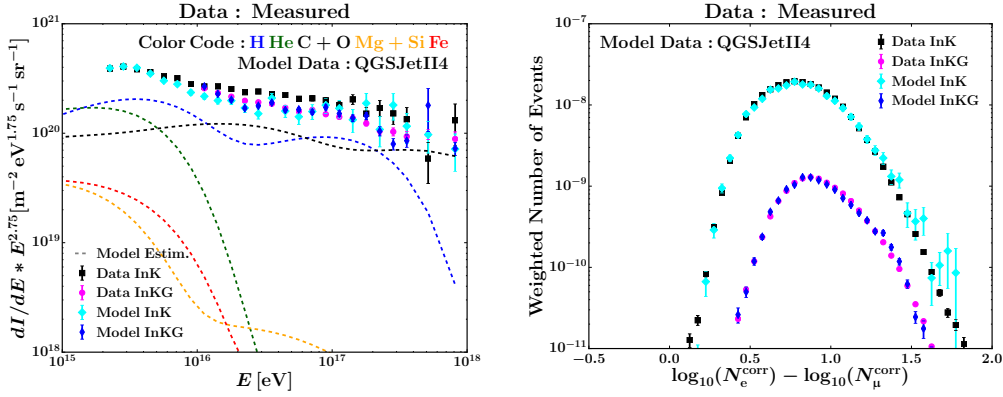 Data : Measured
Color Code : H He C + O Mg + Si Fe
Model Data : QGSJetII4
10^21
10^20
10^19
10^18
dI/dE * E^2.75 [m^−2 eV^1.75 s^−1 sr^−1]
Model Estim.
Data InK
Data InKG
Model InK
Model InKG
10^15
10^16
10^17
10^18
E [eV]
Data : Measured
Model Data : QGSJetII4
Data InK
Data InKG
Model InK
Model InKG
10^−7
10^−8
10^−9
10^−10
10^−11
Weighted Number of Events
−0.5
0.0
0.5
1.0
1.5
2.0
log10(N_e^corr) − log10(N_μ^corr)